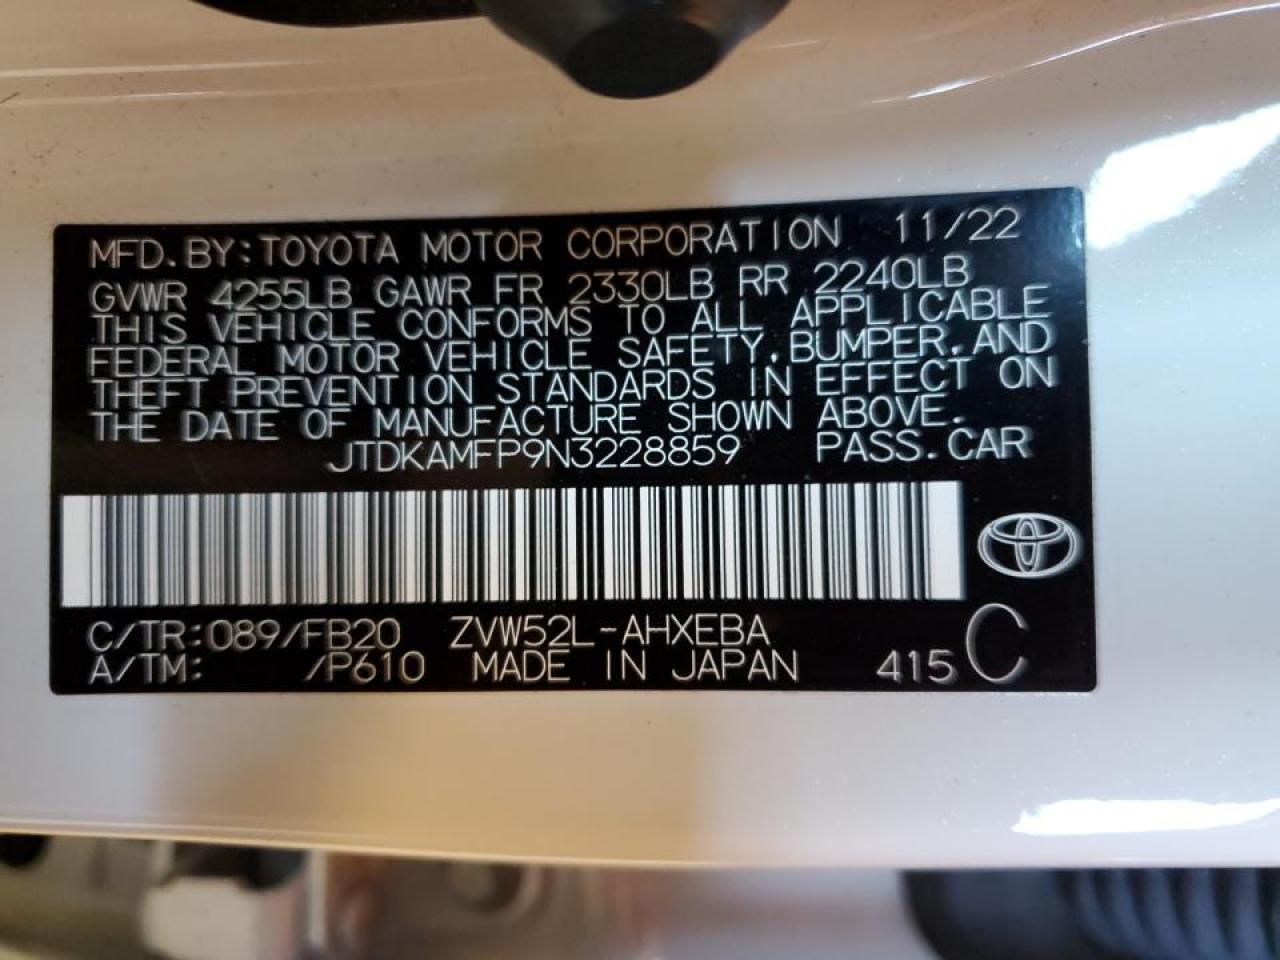 MFD. BY: TOYOTA MOTOR CORPORATION 11/22
GVWR 4255LB GAWR FR 2330LB RR 2240LB
THIS VEHICLE CONFORMS TO ALL APPLICABLE
FEDERAL MOTOR VEHICLE SAFETY, BUMPER, AND
THEFT PREVENTION STANDARDS IN EFFECT ON
THE DATE OF MANUFACTURE SHOWN ABOVE.
JTDKAMFP9N3228859 PASS. CAR
C/TR: 089/FB20 ZVW52L-AHXEBA
A/TM: /P610 MADE IN JAPAN 415 C